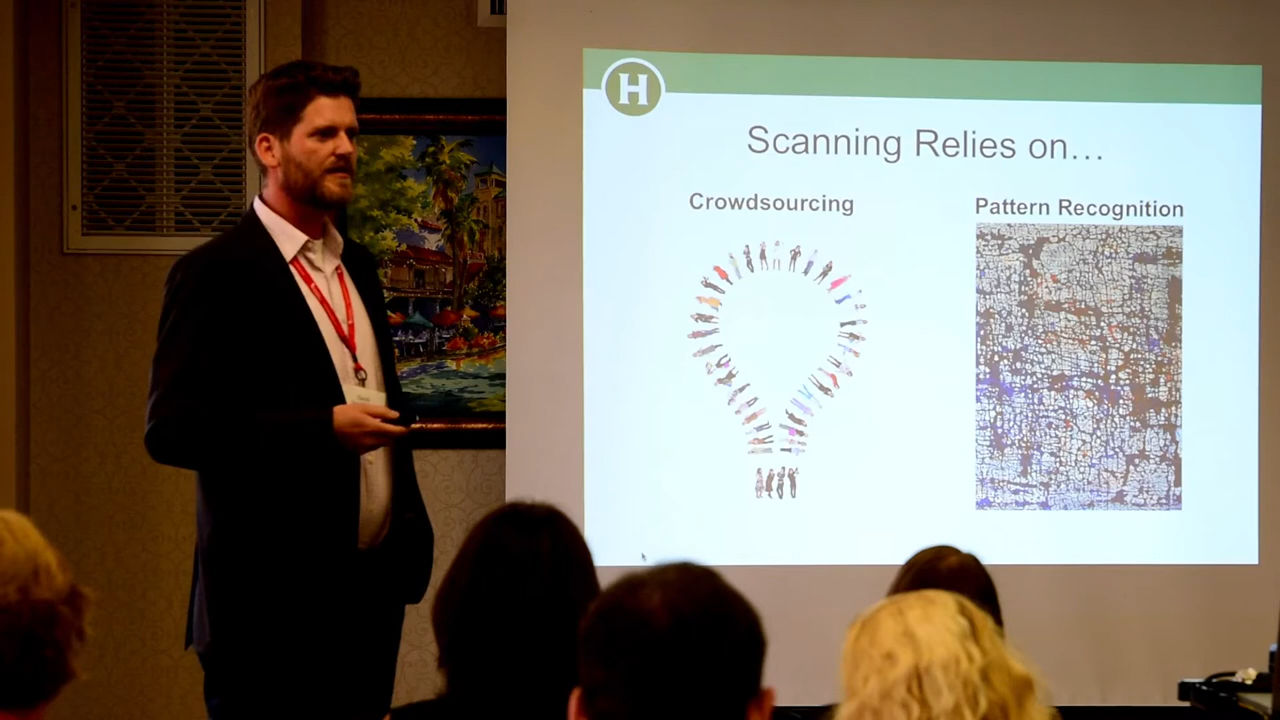 H
Scanning Relies on…
Crowdsourcing
Pattern Recognition